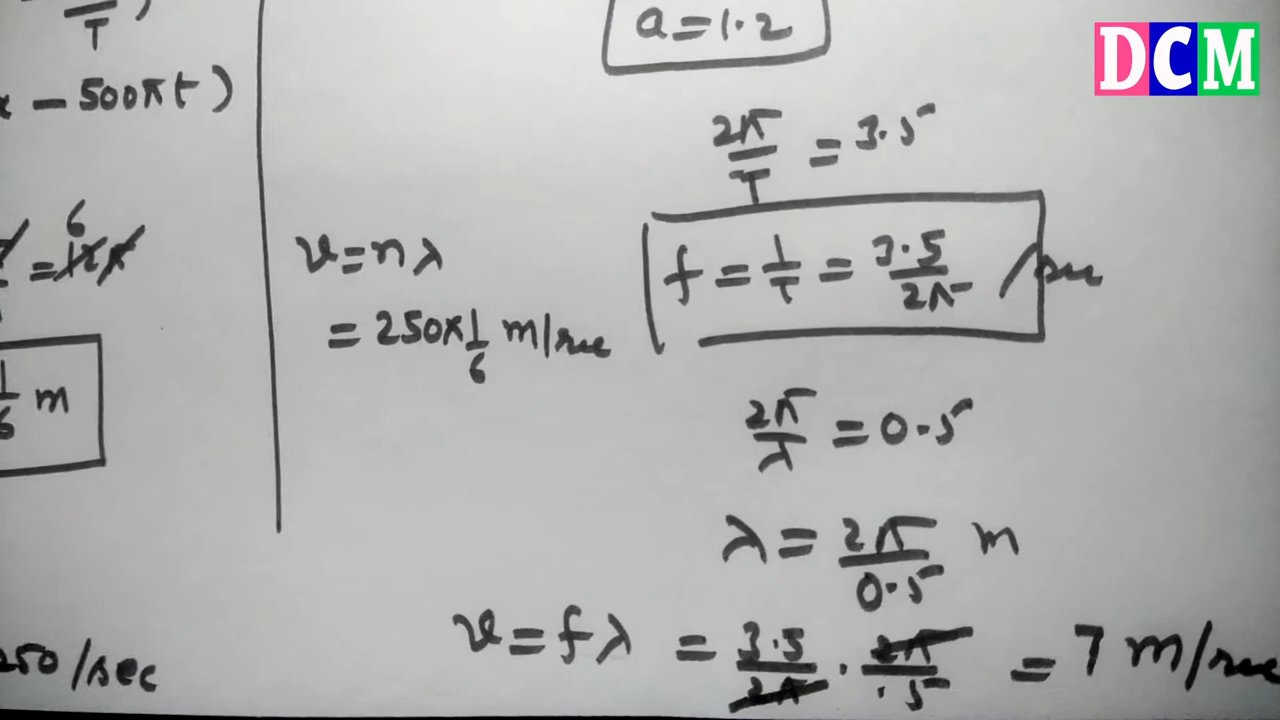 T
a=1.2
DCM
x - 500πt)
2π/T = 3.5
= 6 12π
v=nλ
f = 1/T = 3.5/2π /sec
= 250×1/6 m/sec
1/6 m
2π/λ = 0.5
λ = 2π/0.5 m
v = fλ = 3.5/2π . 2π/.5 = 7 m/sec
250/sec